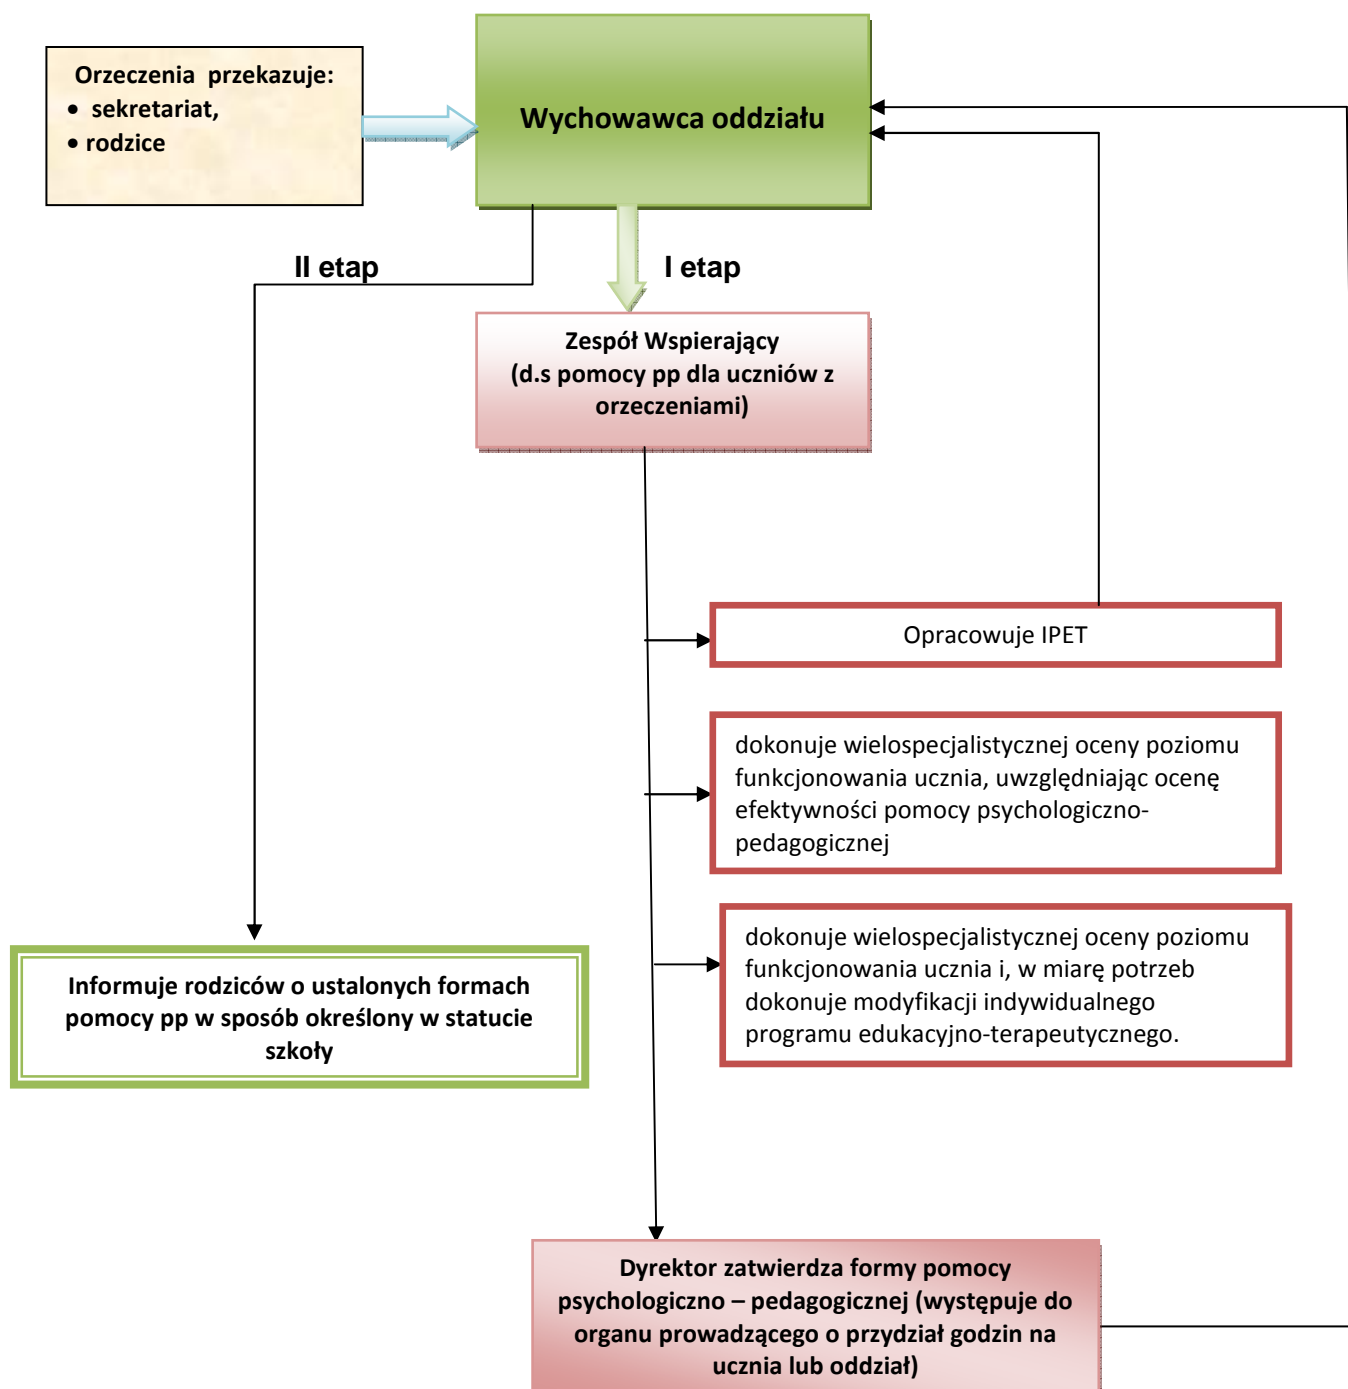 Orzeczenia przekazuje:
• sekretariat,
• rodzice
Wychowawca oddziału
II etap
I etap
Zespół Wspierający
(d.s pomocy pp dla uczniów z
orzeczeniami)
Opracowuje IPET
dokonuje wielospecjalistycznej oceny poziomu
funkcjonowania ucznia, uwzględniając ocenę
efektywności pomocy psychologiczno-
pedagogicznej
dokonuje wielospecjalistycznej oceny poziomu
funkcjonowania ucznia i, w miarę potrzeb
dokonuje modyfikacji indywidualnego
programu edukacyjno-terapeutycznego.
Informuje rodziców o ustalonych formach
pomocy pp w sposób określony w statucie
szkoły
Dyrektor zatwierdza formy pomocy
psychologiczno – pedagogicznej (występuje do
organu prowadzącego o przydział godzin na
ucznia lub oddział)